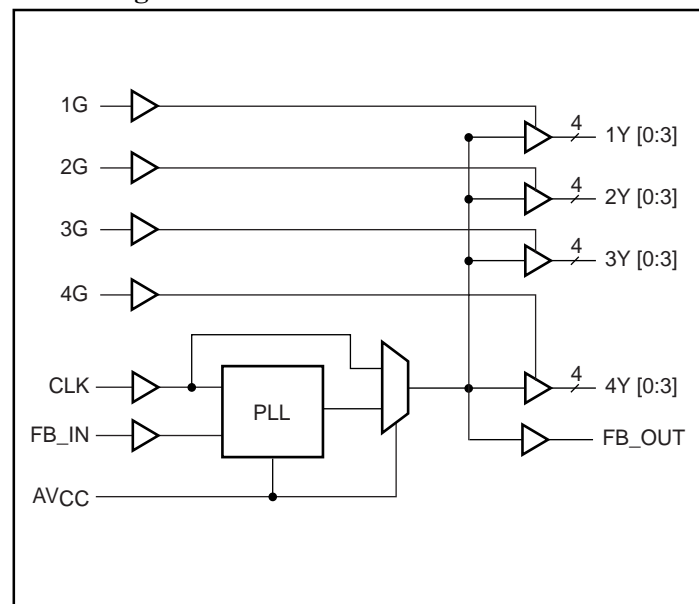 1G
4
1Y [0:3]
2G
4
2Y [0:3]
3G
4
3Y [0:3]
4G
4
4Y [0:3]
CLK
PLL
FB_IN
FB_OUT
AVCC